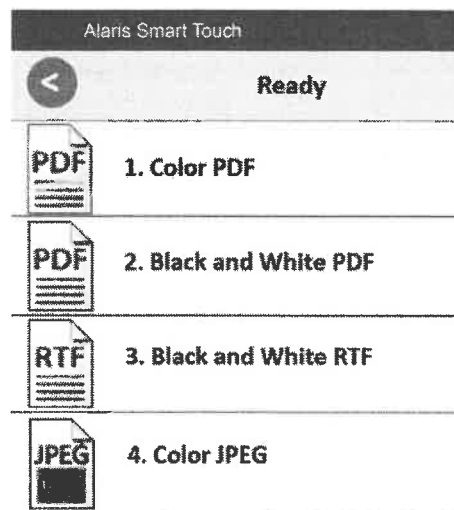 Alaris Smart Touch
<
Ready
PDF
1. Color PDF
PDF
2. Black and White PDF
RTF
3. Black and White RTF
JPEG
4. Color JPEG